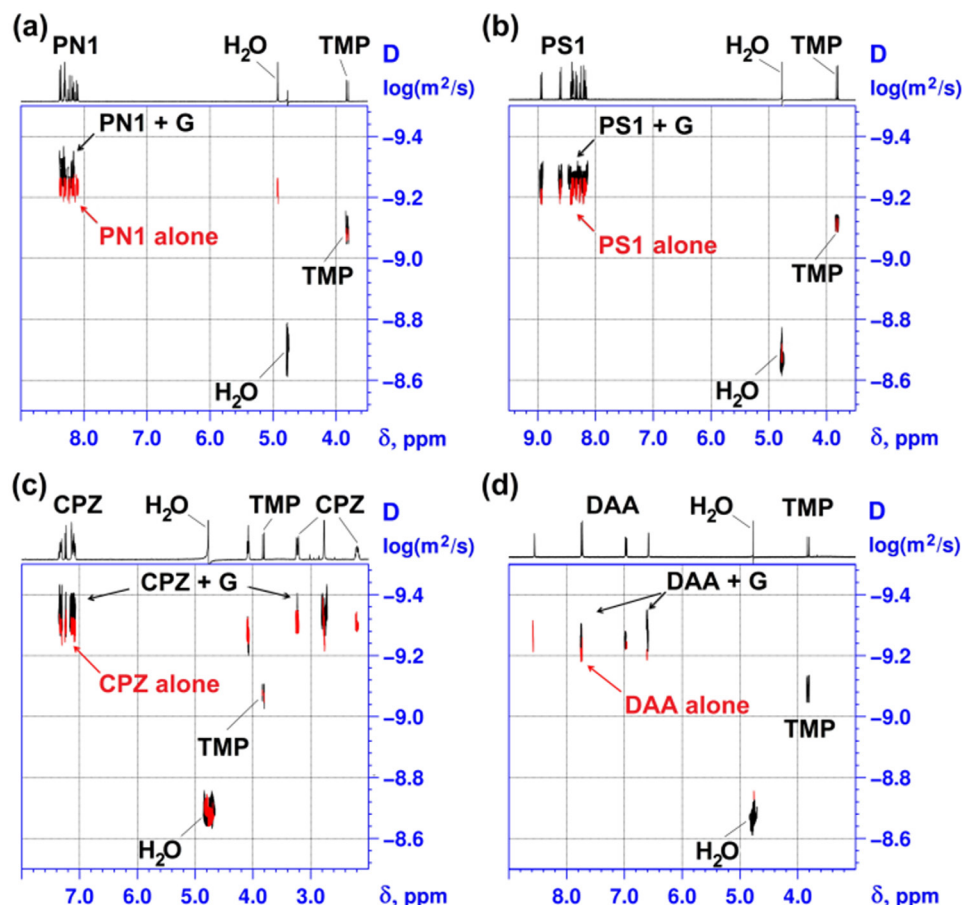 (a)
PN1
H2O
TMP
D
log(m²/s)
PN1 + G
PN1 alone
TMP
H2O
−9.4
−9.2
−9.0
−8.8
−8.6
8.0
7.0
6.0
5.0
4.0
δ, ppm
(b)
PS1
H2O
TMP
D
log(m²/s)
PS1 + G
PS1 alone
TMP
H2O
−9.4
−9.2
−9.0
−8.8
−8.6
9.0
8.0
7.0
6.0
5.0
4.0
δ, ppm
(c)
CPZ
H2O
TMP
CPZ
D
log(m²/s)
CPZ + G
CPZ alone
TMP
H2O
−9.4
−9.2
−9.0
−8.8
−8.6
7.0
6.0
5.0
4.0
3.0
δ, ppm
(d)
DAA
H2O
TMP
D
log(m²/s)
DAA + G
DAA alone
TMP
H2O
−9.4
−9.2
−9.0
−8.8
−8.6
8.0
7.0
6.0
5.0
4.0
δ, ppm